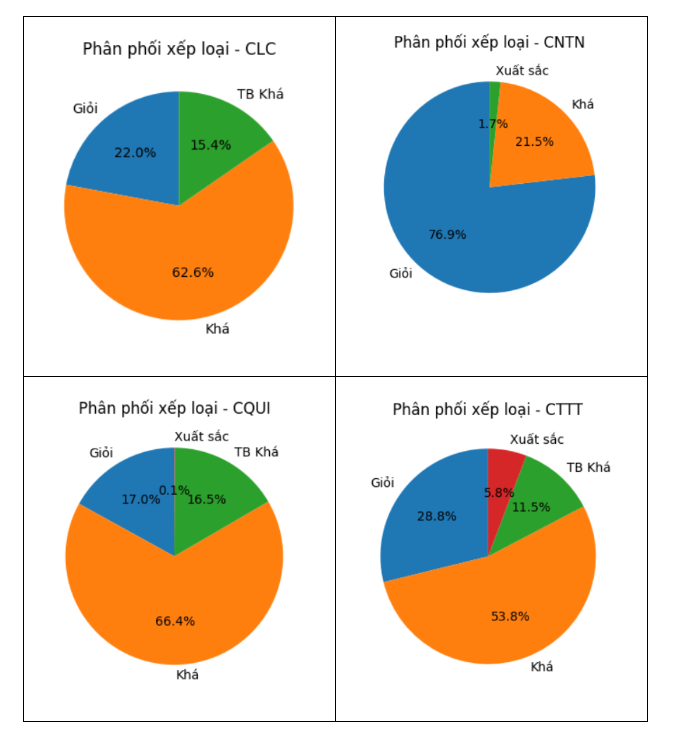 Phân phối xếp loại - CLC
TB Khá
Giỏi
15.4%
22.0%
62.6%
Khá
Phân phối xếp loại - CNTN
Xuất sắc
Khá
1.7%
21.5%
76.9%
Giỏi
Phân phối xếp loại - CQUI
Xuất sắc
Giỏi
TB Khá
0.1%
17.0%
16.5%
66.4%
Khá
Phân phối xếp loại - CTTT
Xuất sắc
TB Khá
Giỏi
5.8%
11.5%
28.8%
53.8%
Khá